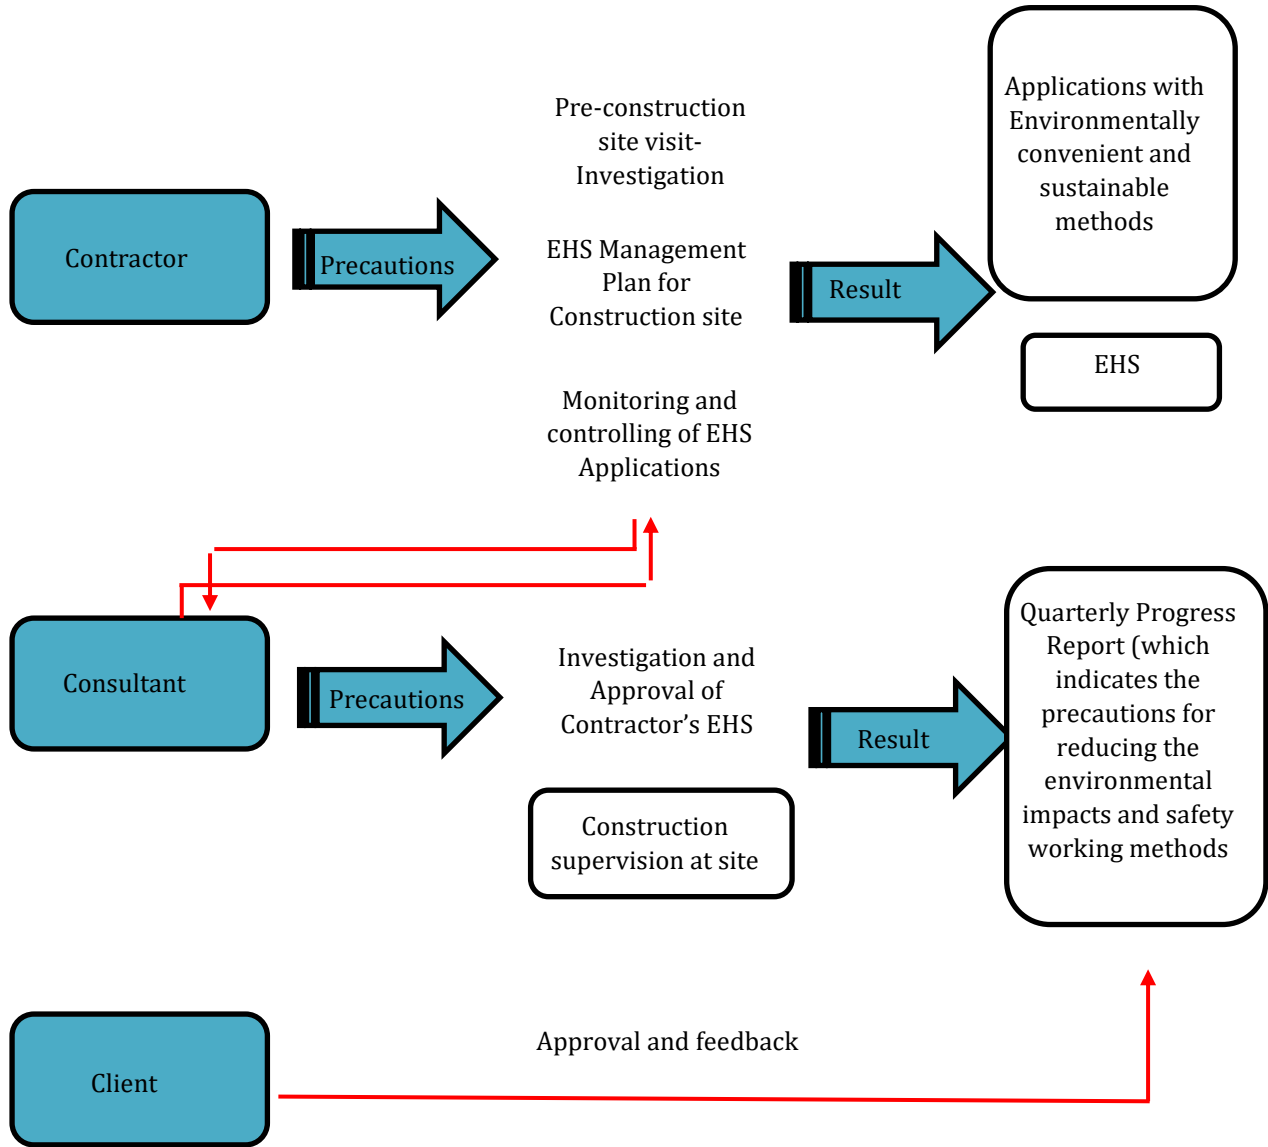 Contractor
Precautions
Pre-construction
site visit-
Investigation
EHS Management
Plan for
Construction site
Monitoring and
controlling of EHS
Applications
Result
Applications with
Environmentally
convenient and
sustainable
methods
EHS
Consultant
Precautions
Investigation and
Approval of
Contractor’s EHS
Construction
supervision at site
Result
Quarterly Progress
Report (which
indicates the
precautions for
reducing the
environmental
impacts and safety
working methods
Client
Approval and feedback